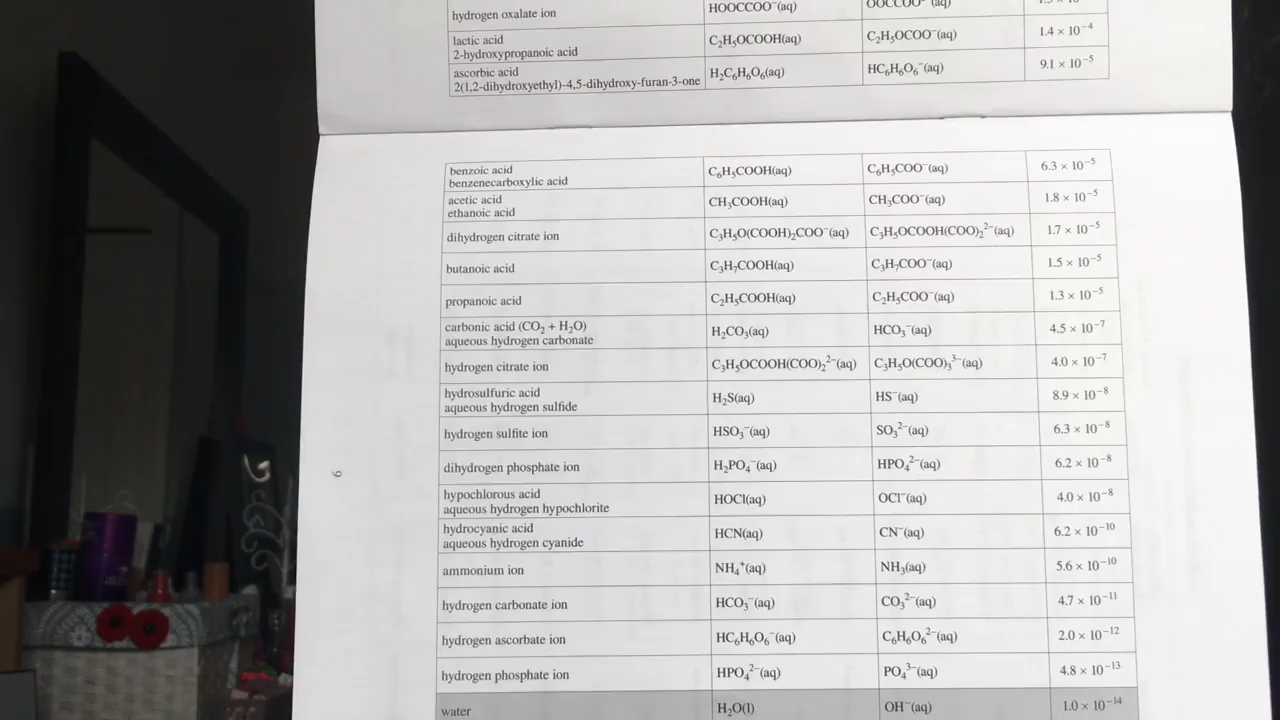 hydrogen oxalate ion HOOCCOO⁻(aq) OOCCOO (aq)
lactic acid C₂H₅OCOOH(aq) C₂H₅OCOO⁻(aq) 1.4 × 10⁻⁴
2-hydroxypropanoic acid
ascorbic acid H₂C₆H₆O₆(aq) HC₆H₆O₆⁻(aq) 9.1 × 10⁻⁵
2(1,2-dihydroxyethyl)-4,5-dihydroxy-furan-3-one
benzoic acid C₆H₅COOH(aq) C₆H₅COO⁻(aq) 6.3 × 10⁻⁵
benzenecarboxylic acid
acetic acid CH₃COOH(aq) CH₃COO⁻(aq) 1.8 × 10⁻⁵
ethanoic acid
dihydrogen citrate ion C₃H₅O(COOH)₂COO⁻(aq) C₃H₅OCOOH(COO)₂²⁻(aq) 1.7 × 10⁻⁵
butanoic acid C₃H₇COOH(aq) C₃H₇COO⁻(aq) 1.5 × 10⁻⁵
propanoic acid C₂H₅COOH(aq) C₂H₅COO⁻(aq) 1.3 × 10⁻⁵
carbonic acid (CO₂ + H₂O) H₂CO₃(aq) HCO₃⁻(aq) 4.5 × 10⁻⁷
aqueous hydrogen carbonate
hydrogen citrate ion C₃H₅OCOOH(COO)₂²⁻(aq) C₃H₅O(COO)₃³⁻(aq) 4.0 × 10⁻⁷
hydrosulfuric acid H₂S(aq) HS⁻(aq) 8.9 × 10⁻⁸
aqueous hydrogen sulfide
hydrogen sulfite ion HSO₃⁻(aq) SO₃²⁻(aq) 6.3 × 10⁻⁸
9
dihydrogen phosphate ion H₂PO₄⁻(aq) HPO₄²⁻(aq) 6.2 × 10⁻⁸
hypochlorous acid HOCl(aq) OCl⁻(aq) 4.0 × 10⁻⁸
aqueous hydrogen hypochlorite
hydrocyanic acid HCN(aq) CN⁻(aq) 6.2 × 10⁻¹⁰
aqueous hydrogen cyanide
ammonium ion NH₄⁺(aq) NH₃(aq) 5.6 × 10⁻¹⁰
hydrogen carbonate ion HCO₃⁻(aq) CO₃²⁻(aq) 4.7 × 10⁻¹¹
hydrogen ascorbate ion HC₆H₆O₆⁻(aq) C₆H₆O₆²⁻(aq) 2.0 × 10⁻¹²
hydrogen phosphate ion HPO₄²⁻(aq) PO₄³⁻(aq) 4.8 × 10⁻¹³
water H₂O(l) OH⁻(aq) 1.0 × 10⁻¹⁴